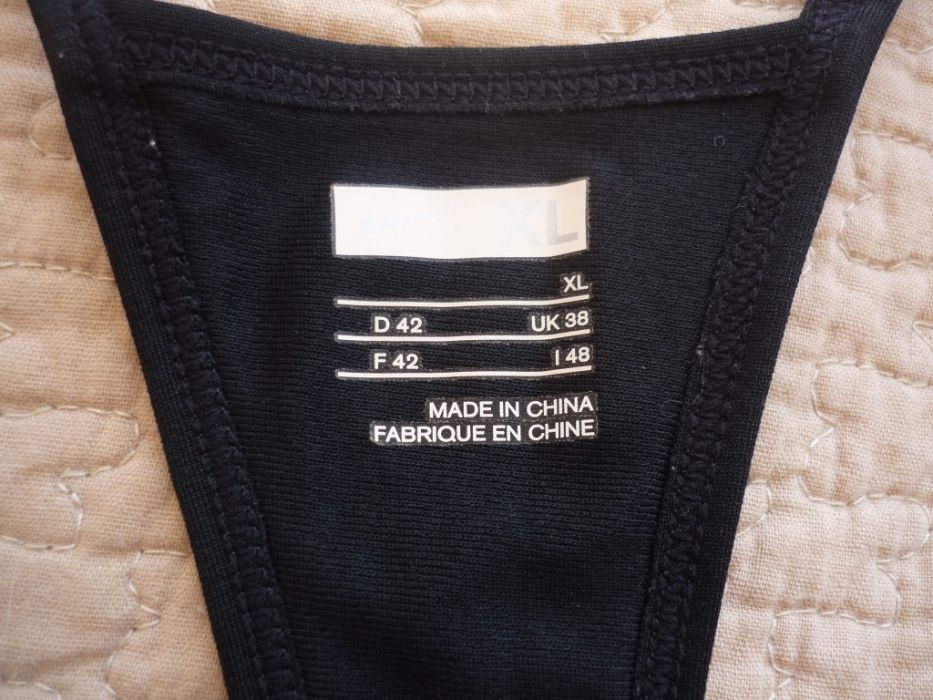 XL
XL
D 42 UK 38
F 42 I 48
MADE IN CHINA
FABRIQUE EN CHINE